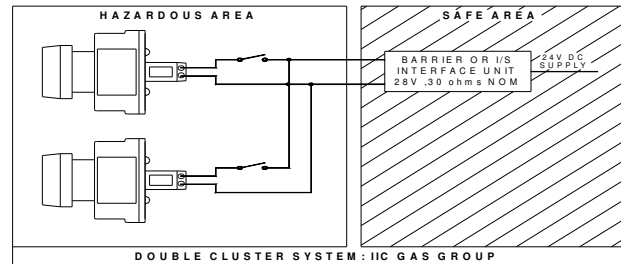 HAZARDOUS AREA
SAFE AREA
BARRIER OR I/S
INTERFACE UNIT
28V ,30 ohms NOM
24V DC
SUPPLY
DOUBLE CLUSTER SYSTEM : IIC GAS GROUP